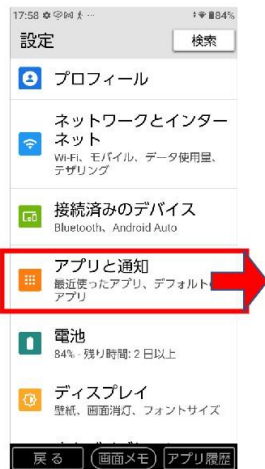 17:58
84%
設定
検索
プロフィール
ネットワークとインター
ネット
Wi-Fi、モバイル、データ使用量、
テザリング
接続済みのデバイス
Bluetooth、Android Auto
アプリと通知
最近使ったアプリ、デフォルトの
アプリ
電池
84% - 残り時間: 2 日以上
ディスプレイ
壁紙、画面消灯、フォントサイズ
戻る
画面メモ
アプリ履歴